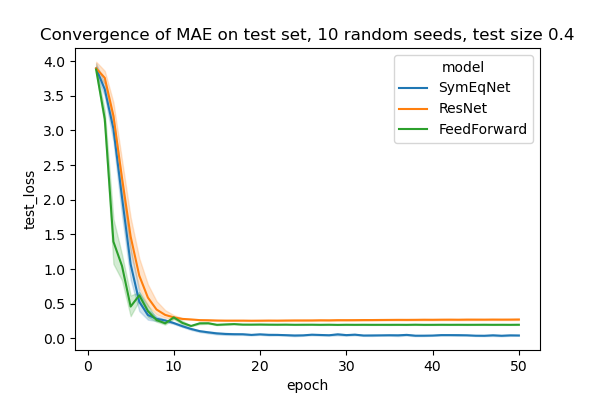 Convergence of MAE on test set, 10 random seeds, test size 0.4
model
SymEqNet
ResNet
FeedForward
test_loss
4.0
3.5
3.0
2.5
2.0
1.5
1.0
0.5
0.0
0 10 20 30 40 50
epoch